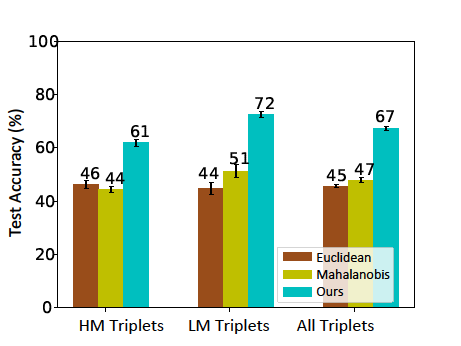 100
80
60
40
20
0
Test Accuracy (%)
46
44
61
44
51
72
45
47
67
HM Triplets
LM Triplets
All Triplets
Euclidean
Mahalanobis
Ours